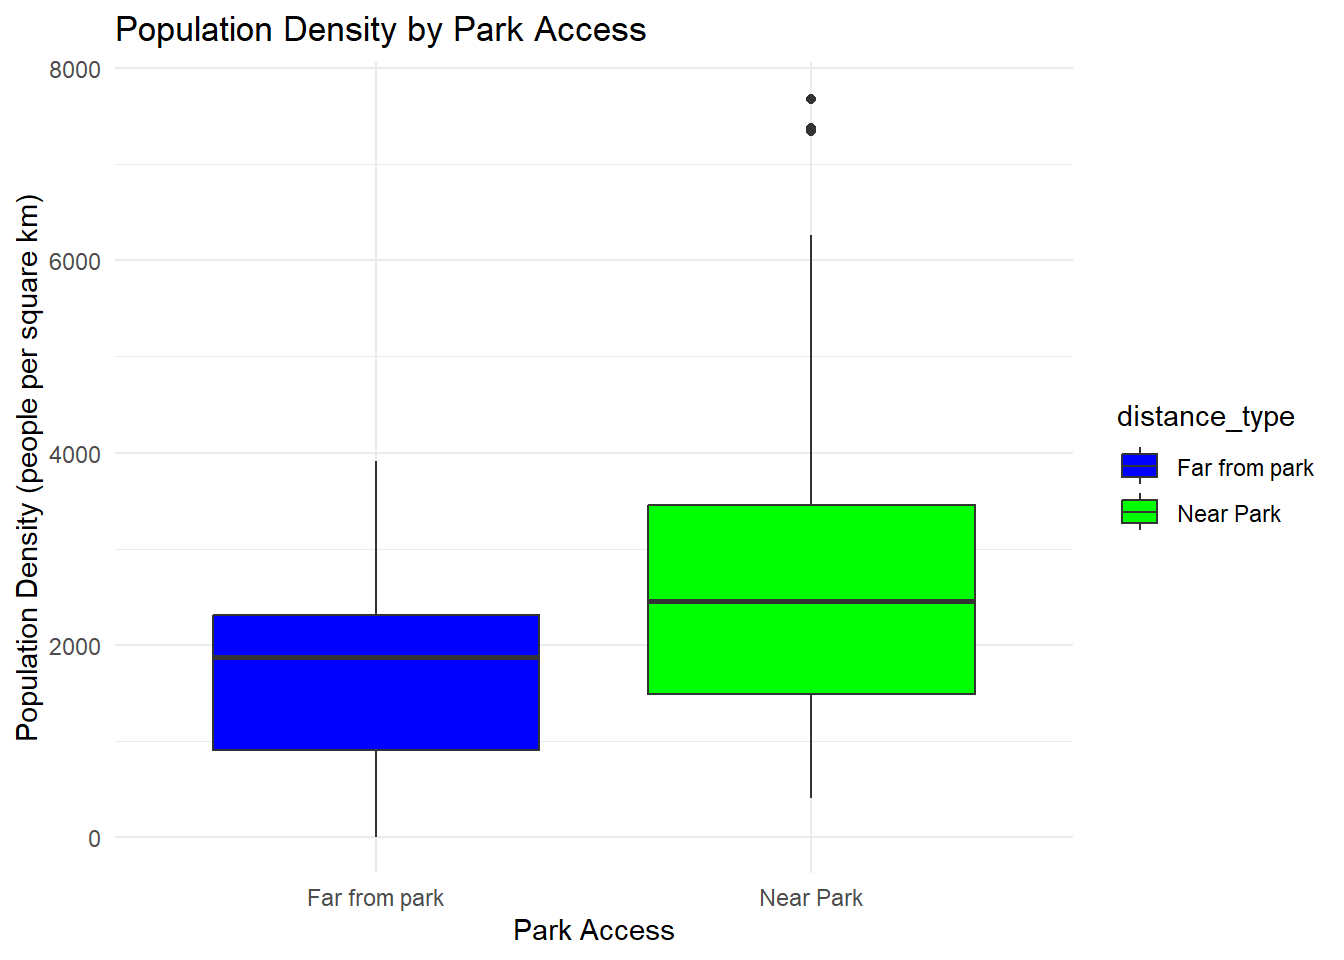 Population Density by Park Access
Population Density (people per square km)
8000
6000
4000
2000
0
Far from park
Near Park
Park Access
distance_type
Far from park
Near Park